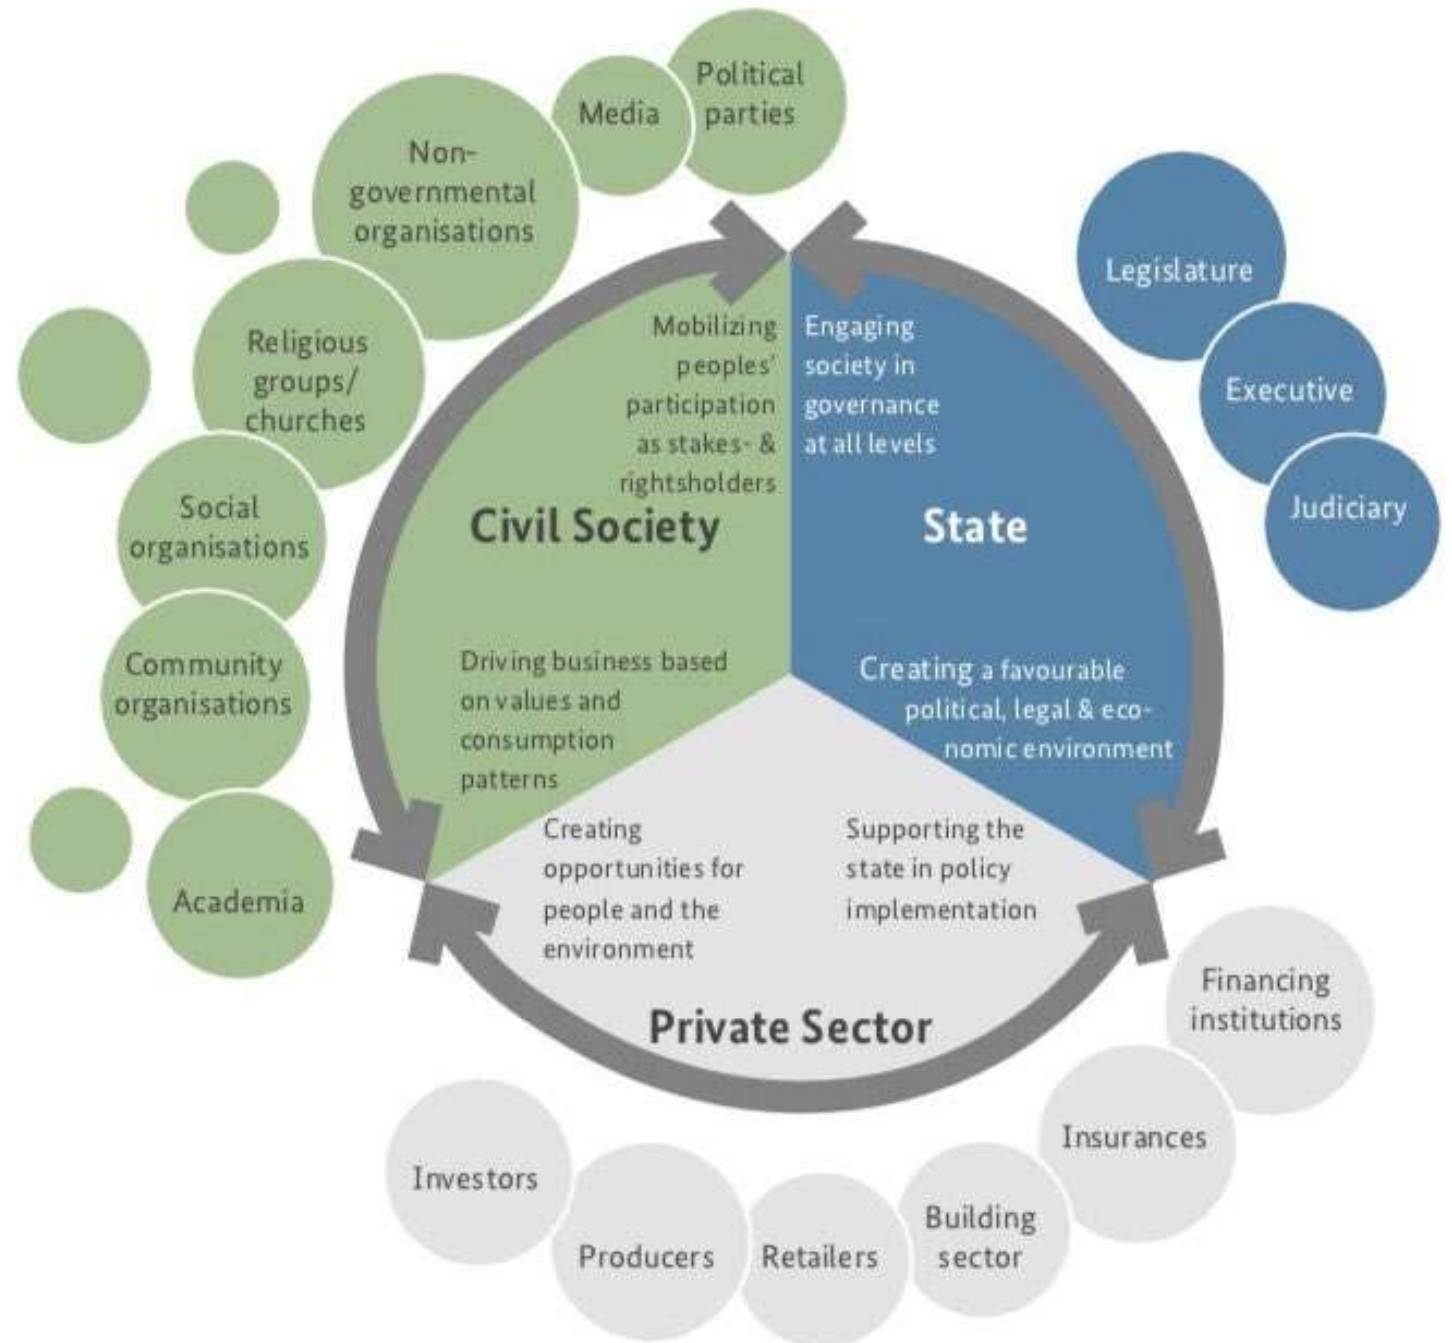 Political
parties
Media
Non-
governmental
organisations
Religious
groups/
churches
Social
organisations
Community
organisations
Academia
Legislature
Executive
Judiciary
Mobilizing
peoples'
participation
as stakes- &
rightsholders
Civil Society
Driving business based
on values and
consumption
patterns
Engaging
society in
governance
at all levels
State
Creating a favourable
political, legal & eco-
nomic environment
Creating
opportunities for
people and the
environment
Supporting the
state in policy
implementation
Private Sector
Financing
institutions
Insurances
Building
sector
Retailers
Producers
Investors